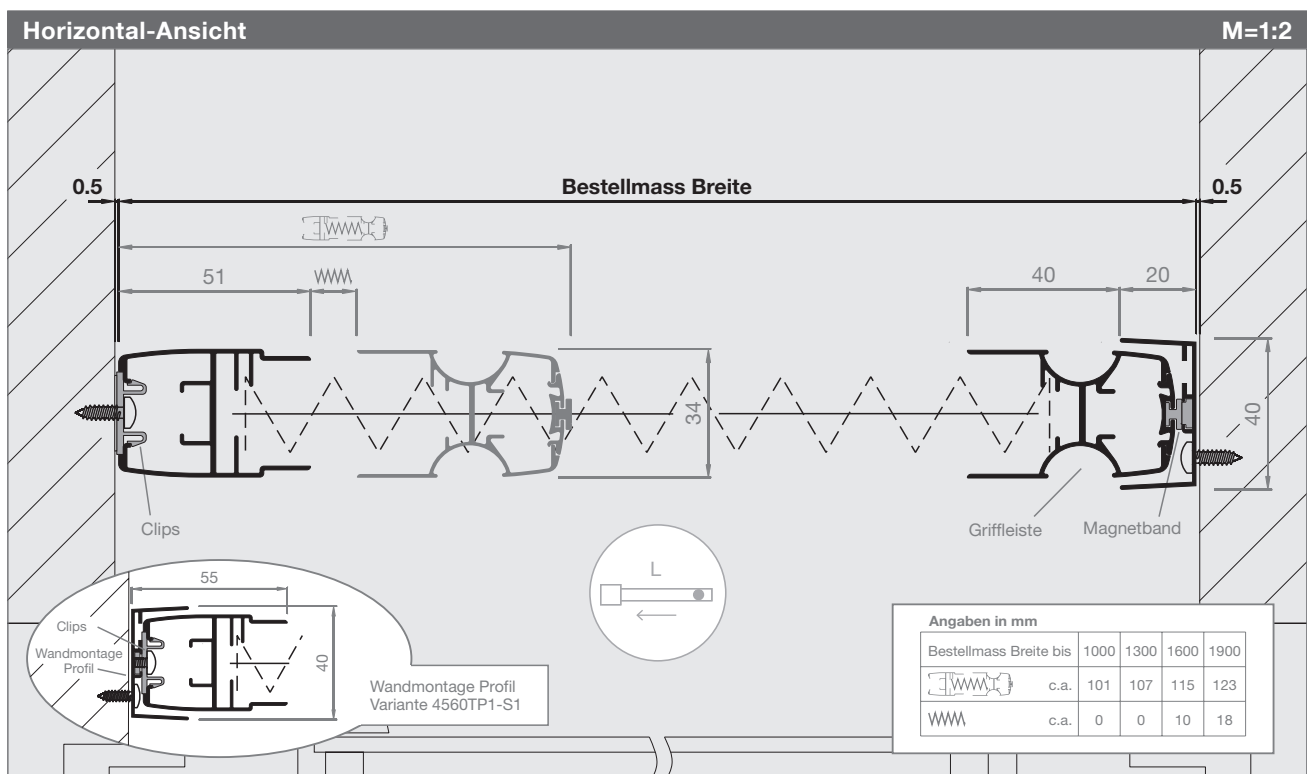 Horizontal-Ansicht M=1:2
0.5 Bestellmass Breite 0.5
51 40 20
34
40
Clips
Griffleiste Magnetband
L
55
Clips
Wandmontage
Profil
40
Wandmontage Profil
Variante 4560TP1-S1
Angaben in mm
Bestellmass Breite bis 1000 1300 1600 1900
c.a. 101 107 115 123
c.a. 0 0 10 18